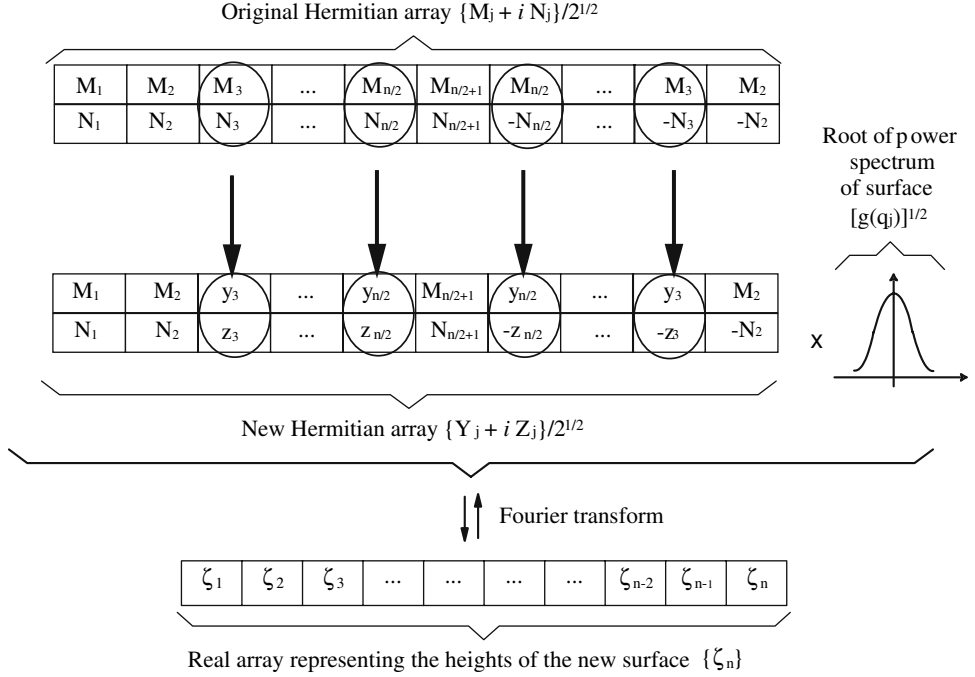 Original Hermitian array {Mj + i Nj}/2^1/2
M1 M2 M3 ... Mn/2 Mn/2+1 Mn/2 ... M3 M2
N1 N2 N3 ... Nn/2 Nn/2+1 -Nn/2 ... -N3 -N2
Root of power
spectrum
of surface
[g(qj)]^1/2
M1 M2 y3 ... yn/2 Mn/2+1 yn/2 ... y3 M2
N1 N2 z3 ... zn/2 Nn/2+1 -zn/2 ... -z3 -N2
x
New Hermitian array {Yj + i Zj}/2^1/2
Fourier transform
ζ1 ζ2 ζ3 ... ... ... ... ζn-2 ζn-1 ζn
Real array representing the heights of the new surface {ζn}